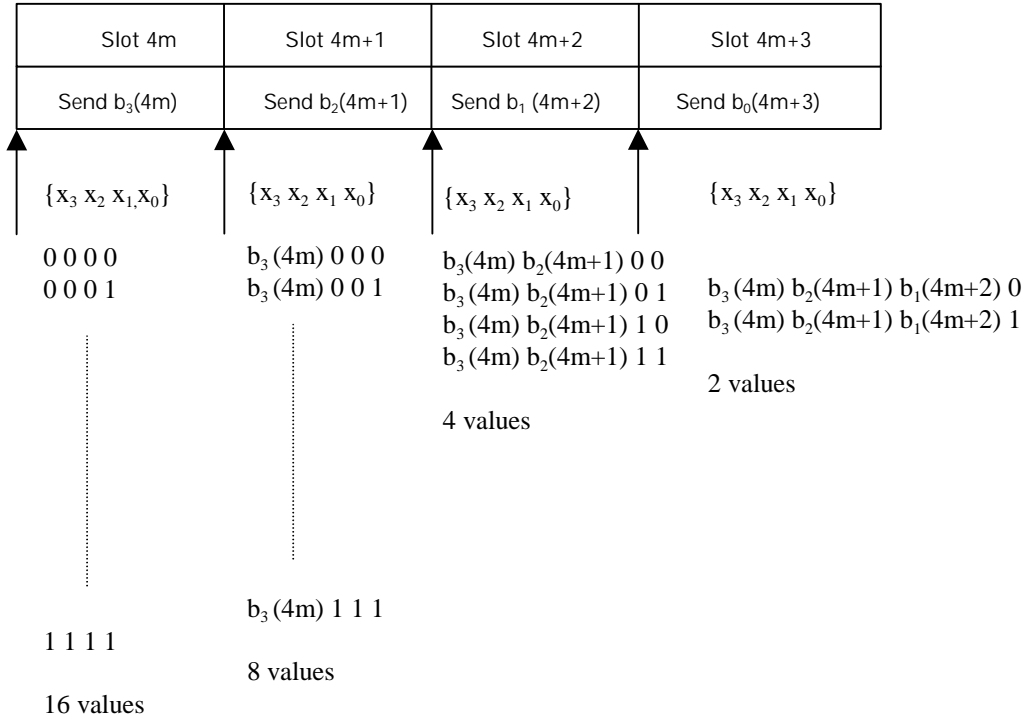 Slot 4m Slot 4m+1 Slot 4m+2 Slot 4m+3
Send b₃(4m) Send b₂(4m+1) Send b₁ (4m+2) Send b₀(4m+3)
{x₃ x₂ x₁,x₀} {x₃ x₂ x₁ x₀} {x₃ x₂ x₁ x₀} {x₃ x₂ x₁ x₀}
0 0 0 0
0 0 0 1
1 1 1 1
16 values
b₃(4m) 0 0 0
b₃(4m) 0 0 1
b₃(4m) 1 1 1
8 values
b₃(4m) b₂(4m+1) 0 0
b₃(4m) b₂(4m+1) 0 1
b₃(4m) b₂(4m+1) 1 0
b₃(4m) b₂(4m+1) 1 1
4 values
b₃(4m) b₂(4m+1) b₁(4m+2) 0
b₃(4m) b₂(4m+1) b₁(4m+2) 1
2 values